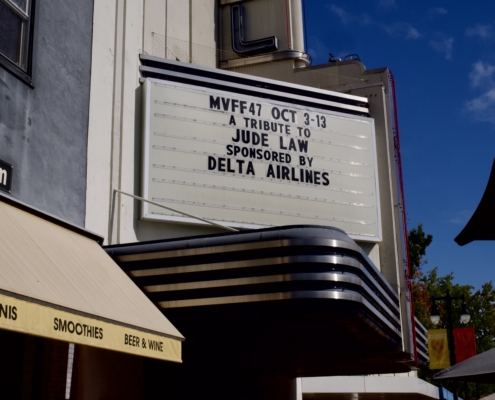 MVFF47 OCT 3-13
A TRIBUTE TO
JUDE LAW
SPONSORED BY
DELTA AIRLINES
SMOOTHIES
BEER & WINE